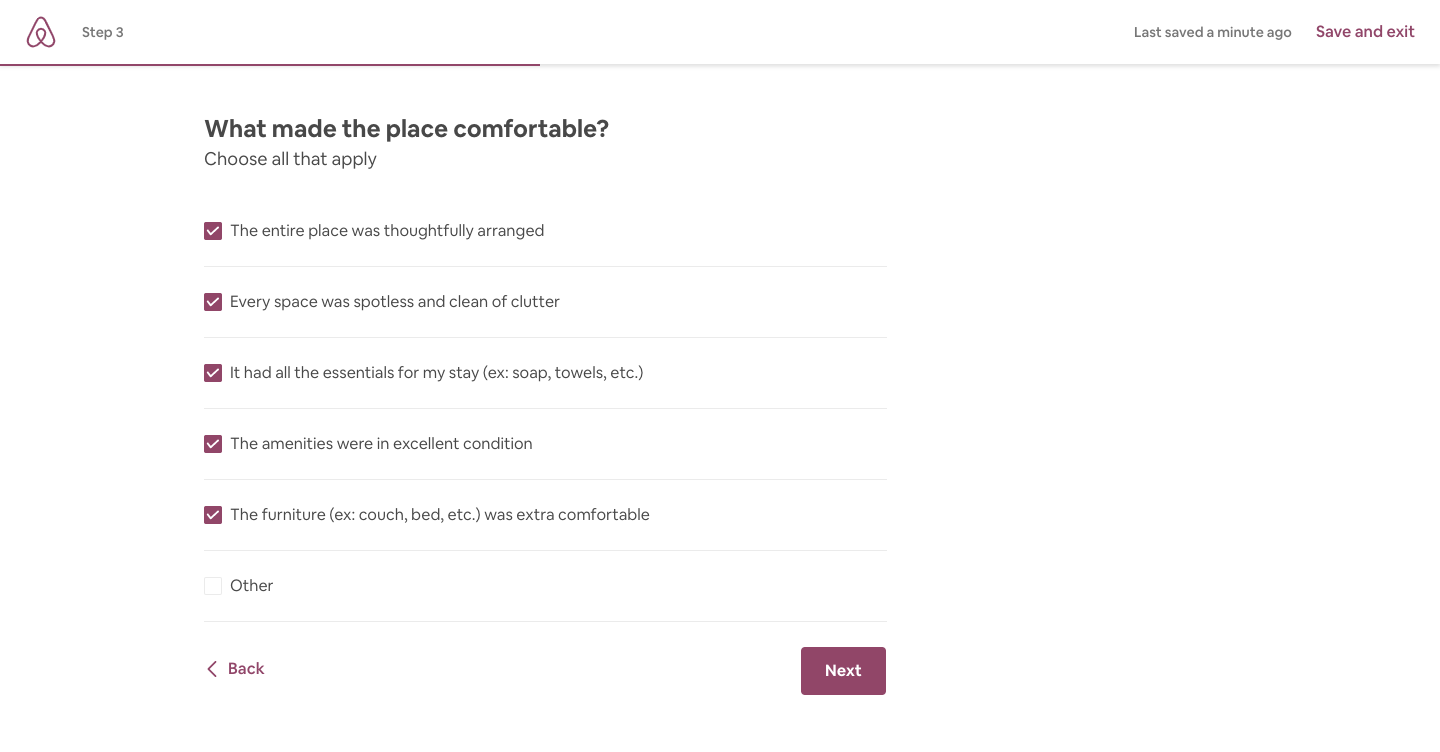 Step 3
Last saved a minute ago
Save and exit
What made the place comfortable?
Choose all that apply
The entire place was thoughtfully arranged
Every space was spotless and clean of clutter
It had all the essentials for my stay (ex: soap, towels, etc.)
The amenities were in excellent condition
The furniture (ex: couch, bed, etc.) was extra comfortable
Other
Back
Next